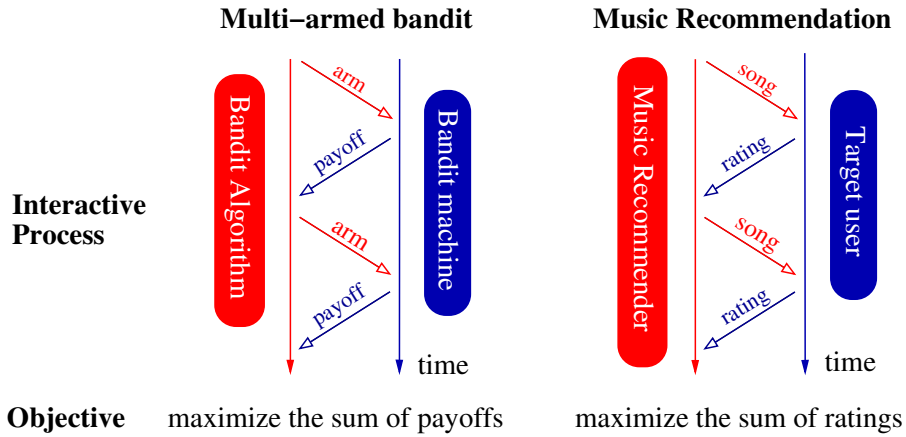 Multi−armed bandit
Music Recommendation
Interactive
Process
Bandit Algorithm
arm
payoff
arm
payoff
Bandit machine
time
Music Recommender
song
rating
song
rating
Target user
time
Objective
maximize the sum of payoffs
maximize the sum of ratings